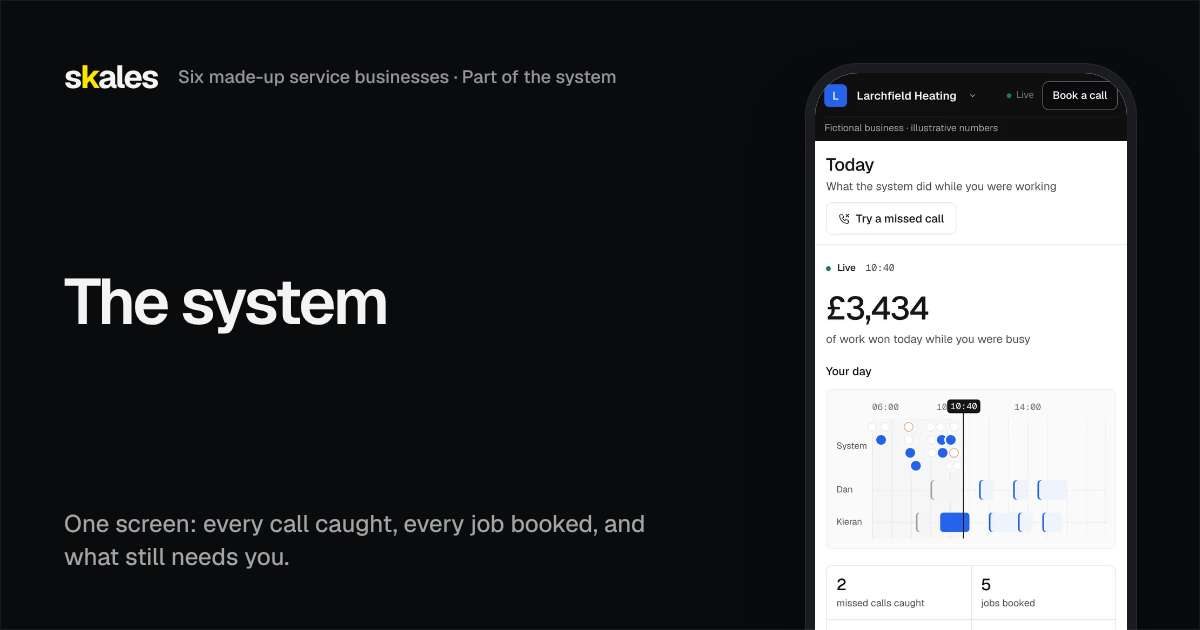 skales
Six made-up service businesses · Part of the system
The system
One screen: every call caught, every job booked, and
what still needs you.
L
Larchfield Heating
Live
Book a call
Fictional business · illustrative numbers
Today
What the system did while you were working
Try a missed call
Live 10:40
£3,434
of work won today while you were busy
Your day
06:00
10
10:40
14:00
System
Dan
Kieran
2
missed calls caught
5
jobs booked